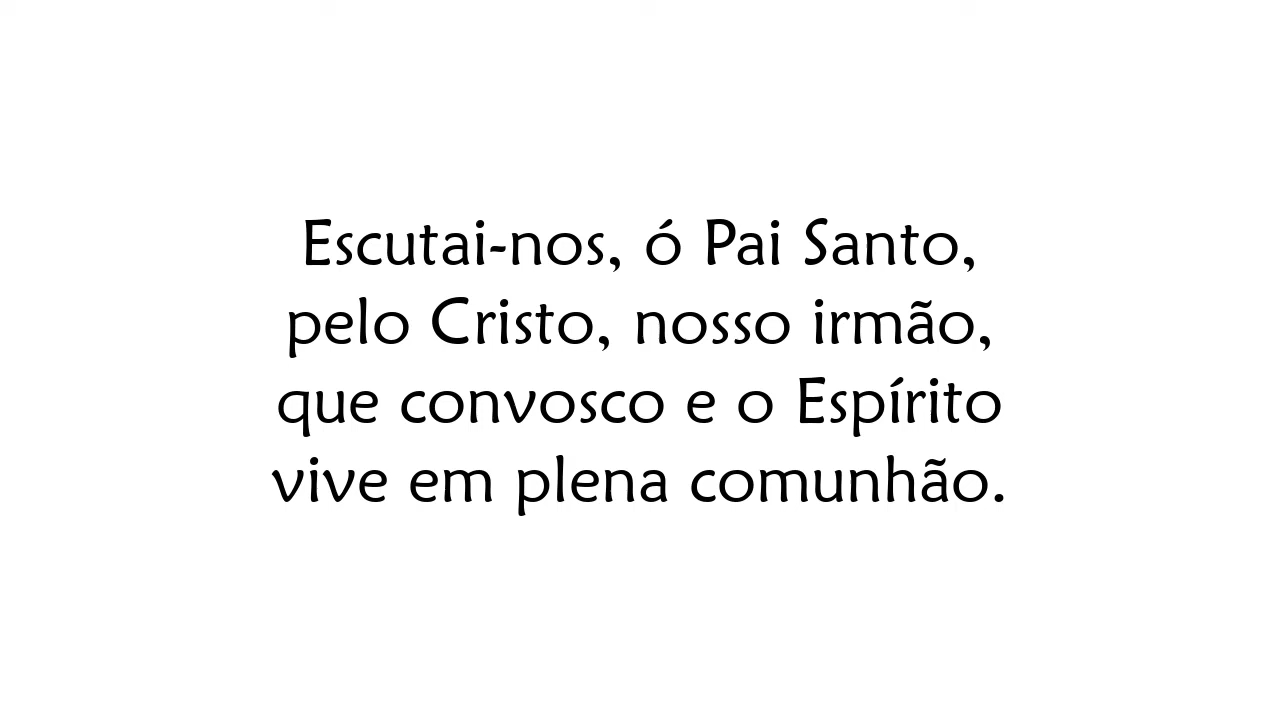 Escutai-nos, ó Pai Santo,
pelo Cristo, nosso irmão,
que convosco e o Espírito
vive em plena comunhão.